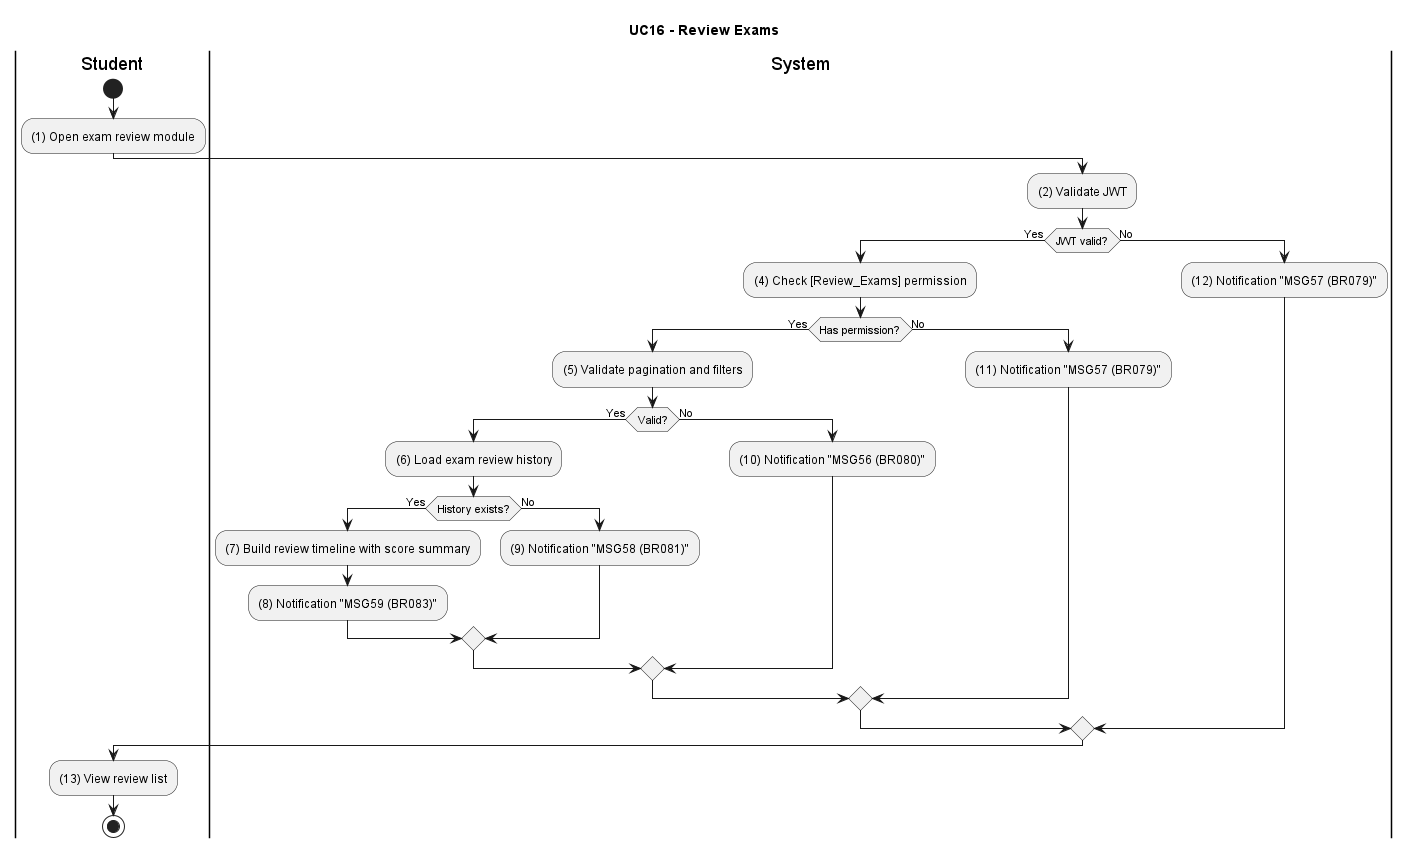 UC16 - Review Exams
Student
System
(1) Open exam review module
(2) Validate JWT
Yes
JWT valid?
No
(4) Check [Review_Exams] permission
(12) Notification "MSG57 (BR079)"
Yes
Has permission?
No
(5) Validate pagination and filters
(11) Notification "MSG57 (BR079)"
Yes
Valid?
No
(6) Load exam review history
(10) Notification "MSG56 (BR080)"
Yes
History exists?
No
(7) Build review timeline with score summary
(9) Notification "MSG58 (BR081)"
(8) Notification "MSG59 (BR083)"
(13) View review list